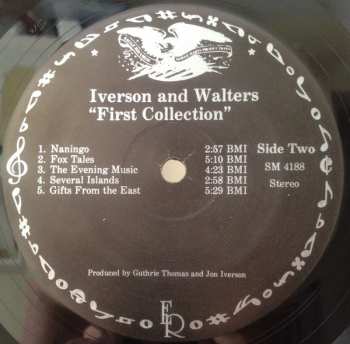 Iverson and Walters
"First Collection"
1. Naningo 2:57 BMI
2. Fox Tales 5:10 BMI
3. The Evening Music 4:23 BMI
4. Several Islands 2:58 BMI
5. Gifts From the East 5:29 BMI
Side Two
SM 4188
Stereo
Produced by Guthrie Thomas and Jon Iverson
ER